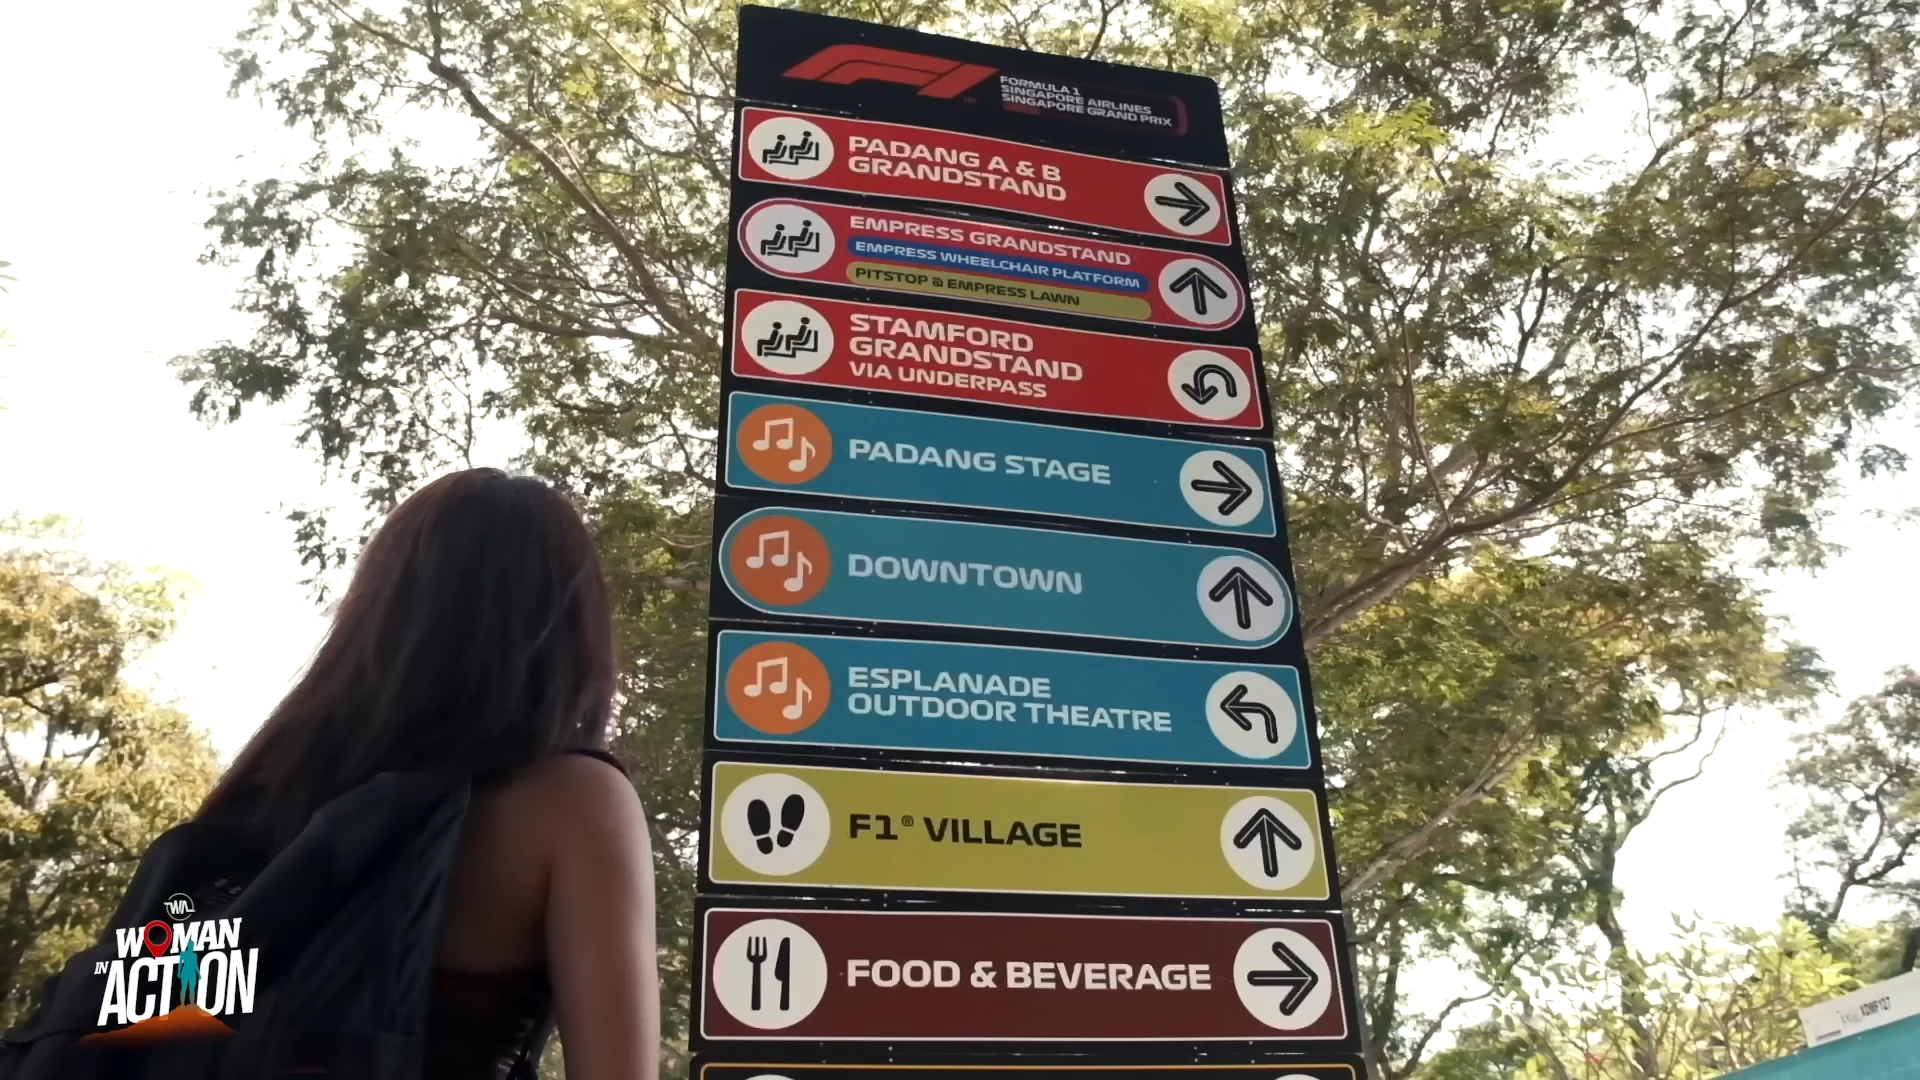 F1
FORMULA 1
SINGAPORE AIRLINES
SINGAPORE GRAND PRIX
PADANG A & B
GRANDSTAND
EMPRESS GRANDSTAND
EMPRESS WHEELCHAIR PLATFORM
PITSTOP @ EMPRESS LAWN
STAMFORD
GRANDSTAND
VIA UNDERPASS
PADANG STAGE
DOWNTOWN
ESPLANADE
OUTDOOR THEATRE
F1® VILLAGE
FOOD & BEVERAGE
WA
WOMAN
IN ACTION